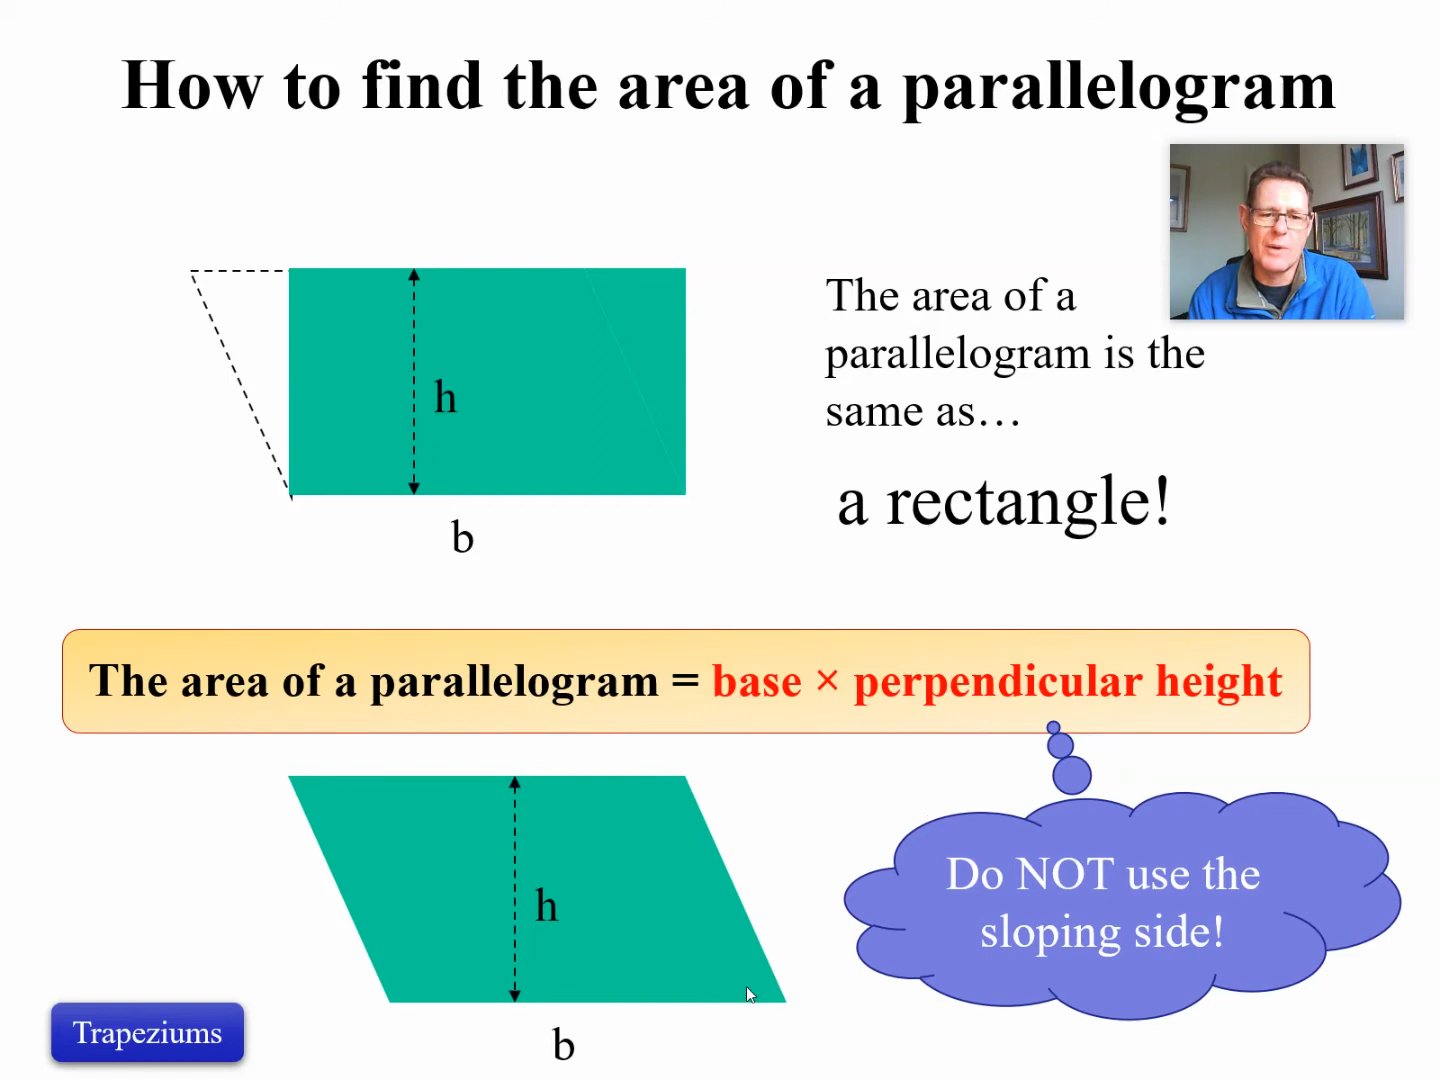 How to find the area of a parallelogram
The area of a
parallelogram is the
same as…
h
a rectangle!
b
The area of a parallelogram = base × perpendicular height
Do NOT use the
sloping side!
h
Trapeziums
b